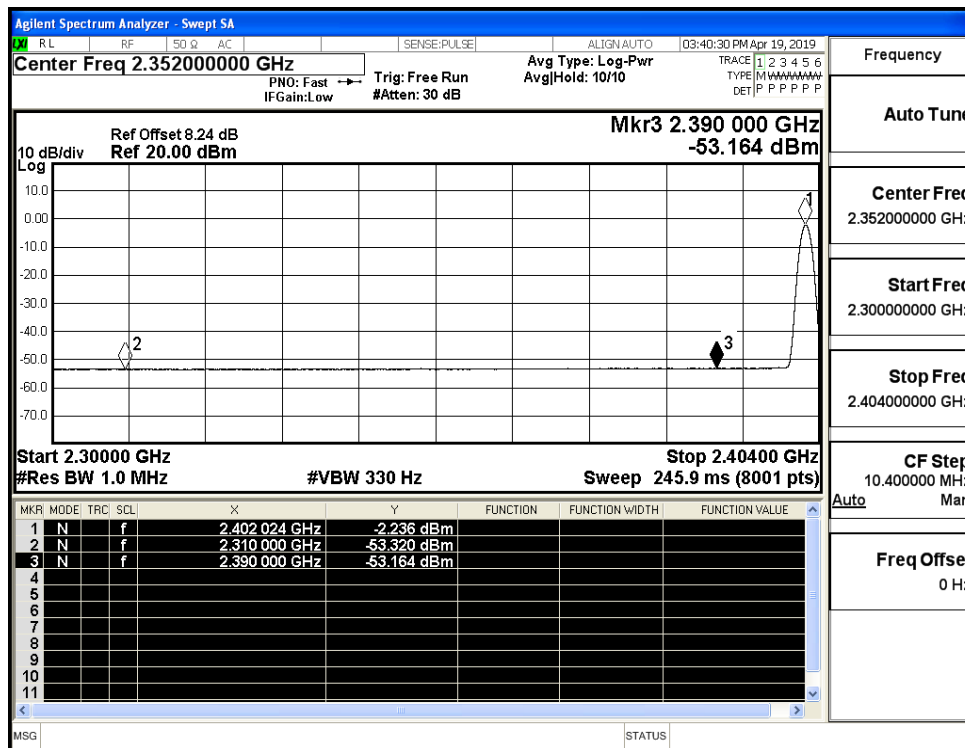 Agilent Spectrum Analyzer - Swept SA
LXI RL RF 50 Ω AC SENSE:PULSE ALIGN AUTO 03:40:30 PM Apr 19, 2019
Center Freq 2.352000000 GHz
PNO: Fast
IFGain:Low
Trig: Free Run
#Atten: 30 dB
Avg Type: Log-Pwr
Avg|Hold: 10/10
TRACE 1 2 3 4 5 6
TYPE M W W W W W
DET P P P P P P
Ref Offset 8.24 dB
10 dB/div Ref 20.00 dBm
Log
Mkr3 2.390 000 GHz
-53.164 dBm
10.0
0.00
-10.0
-20.0
-30.0
-40.0
-50.0
-60.0
-70.0
1
2
3
Start 2.30000 GHz Stop 2.40400 GHz
#Res BW 1.0 MHz #VBW 330 Hz Sweep 245.9 ms (8001 pts)
MKR MODE TRC SCL X Y FUNCTION FUNCTION WIDTH FUNCTION VALUE
1 N f 2.402 024 GHz -2.236 dBm
2 N f 2.310 000 GHz -53.320 dBm
3 N f 2.390 000 GHz -53.164 dBm
4
5
6
7
8
9
10
11
MSG STATUS
Frequency
Auto Tune
Center Freq
2.352000000 GHz
Start Freq
2.300000000 GHz
Stop Freq
2.404000000 GHz
CF Step
10.400000 MHz
Auto Man
Freq Offset
0 Hz